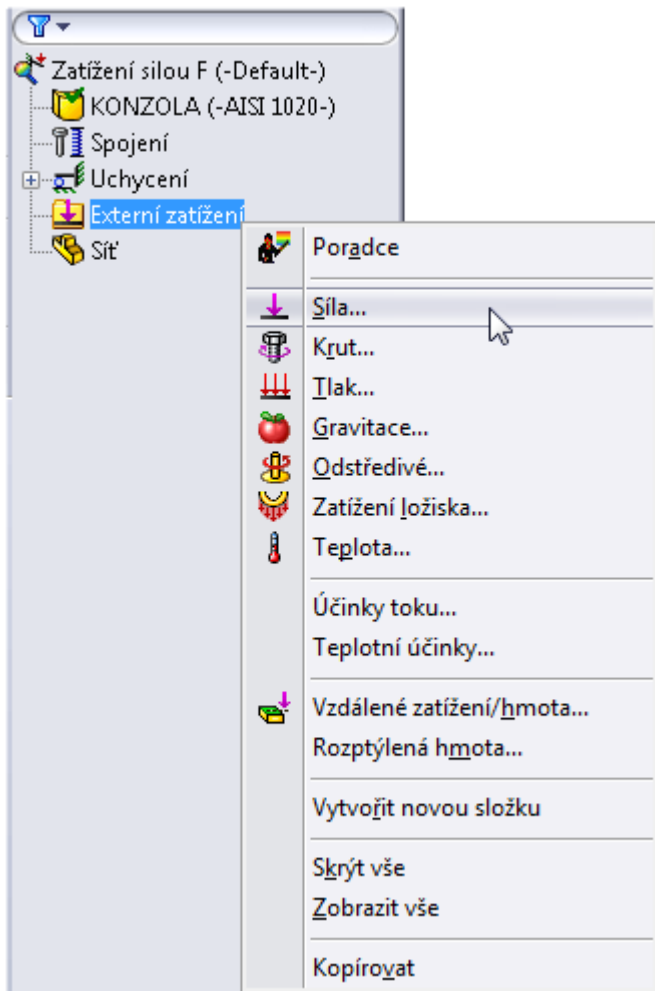 Zatížení silou F (-Default-)
KONZOLA (-AISI 1020-)
Spojení
Uchycení
Externí zatížení
Síť
Poradce
Síla...
Krut...
Tlak...
Gravitace...
Odstředivé...
Zatížení ložiska...
Teplota...
Účinky toku...
Teplotní účinky...
Vzdálené zatížení/hmota...
Rozptýlená hmota...
Vytvořit novou složku
Skrýt vše
Zobrazit vše
Kopírovat